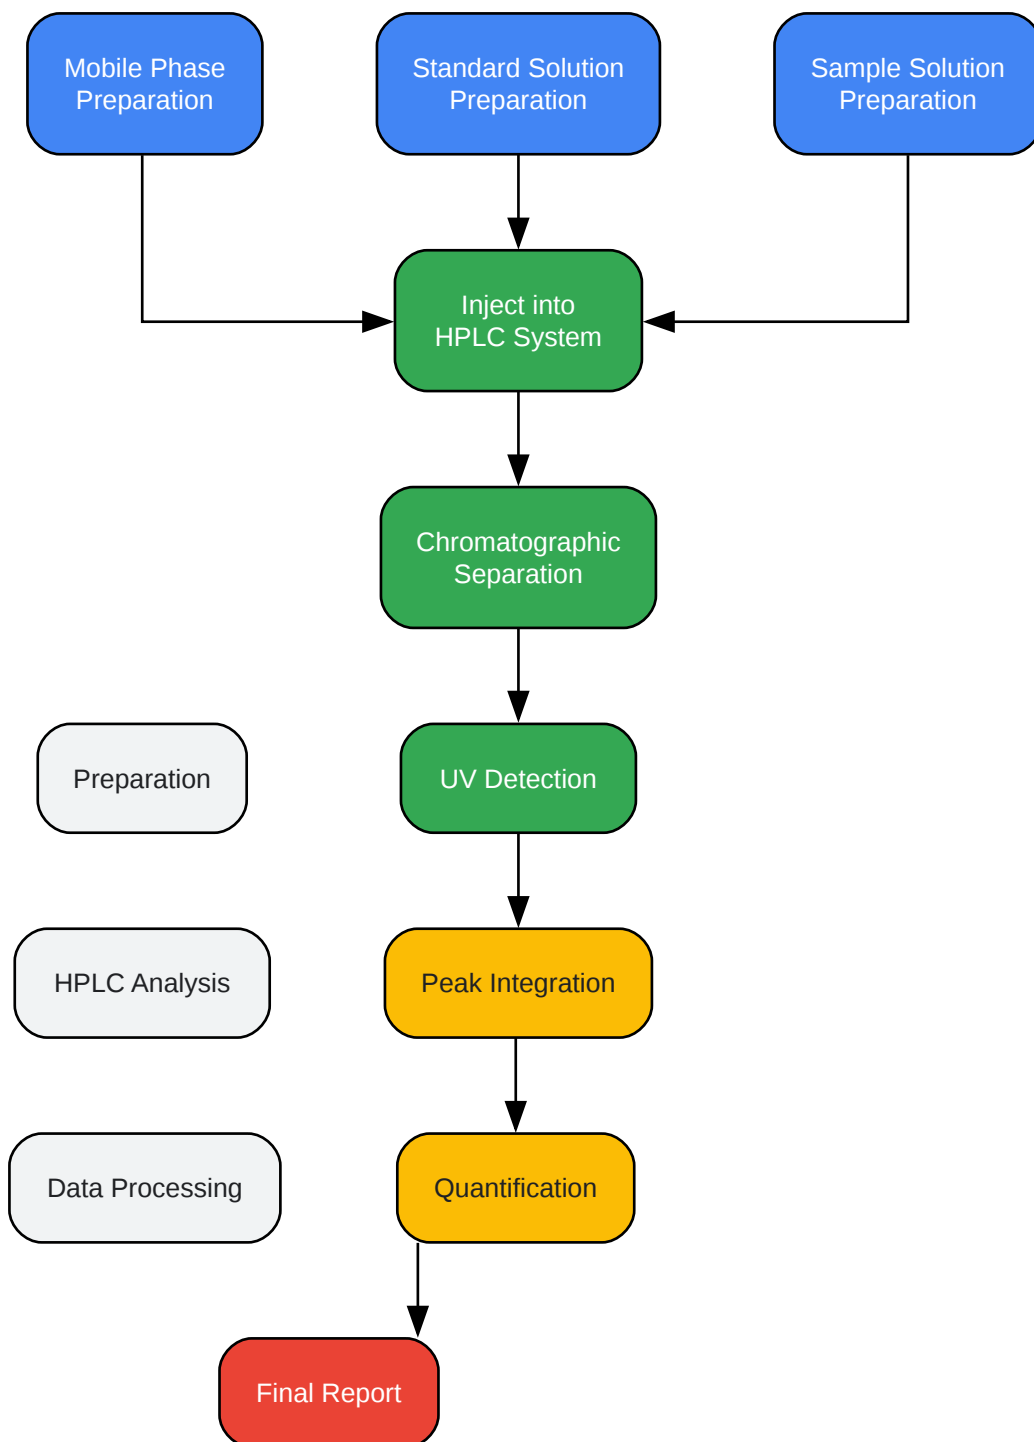 Mobile Phase
Preparation
Standard Solution
Preparation
Sample Solution
Preparation
Inject into
HPLC System
Chromatographic
Separation
Preparation
UV Detection
HPLC Analysis
Peak Integration
Data Processing
Quantification
Final Report